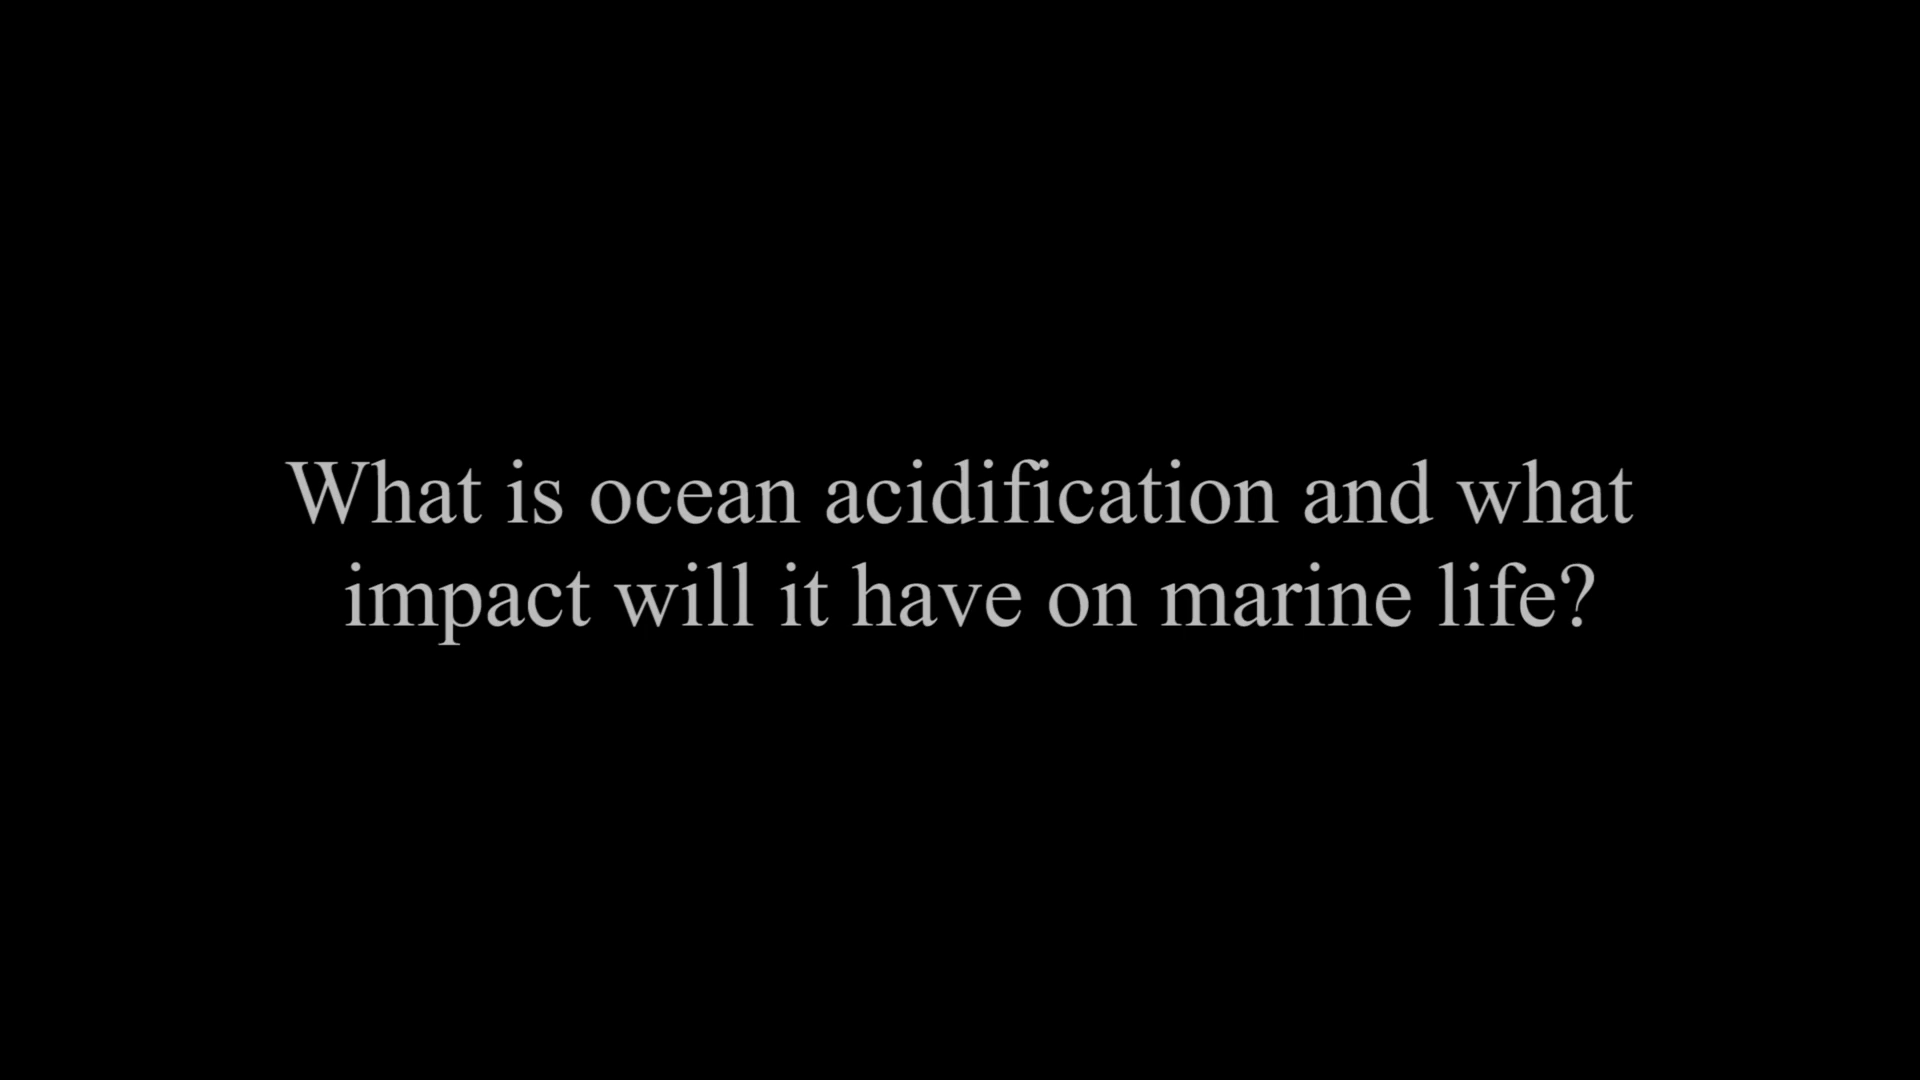 What is ocean acidification and what
impact will it have on marine life?